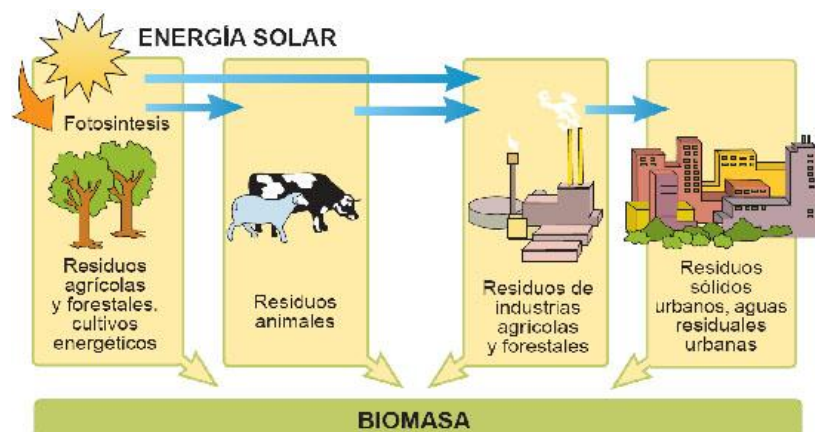 ENERGÍA SOLAR
Fotosíntesis
Residuos
agrícolas
y forestales.
cultivos
energéticos
Residuos
animales
Residuos de
industrias
agrícolas
y forestales
Residuos
sólidos
urbanos, aguas
residuales
urbanas
BIOMASA